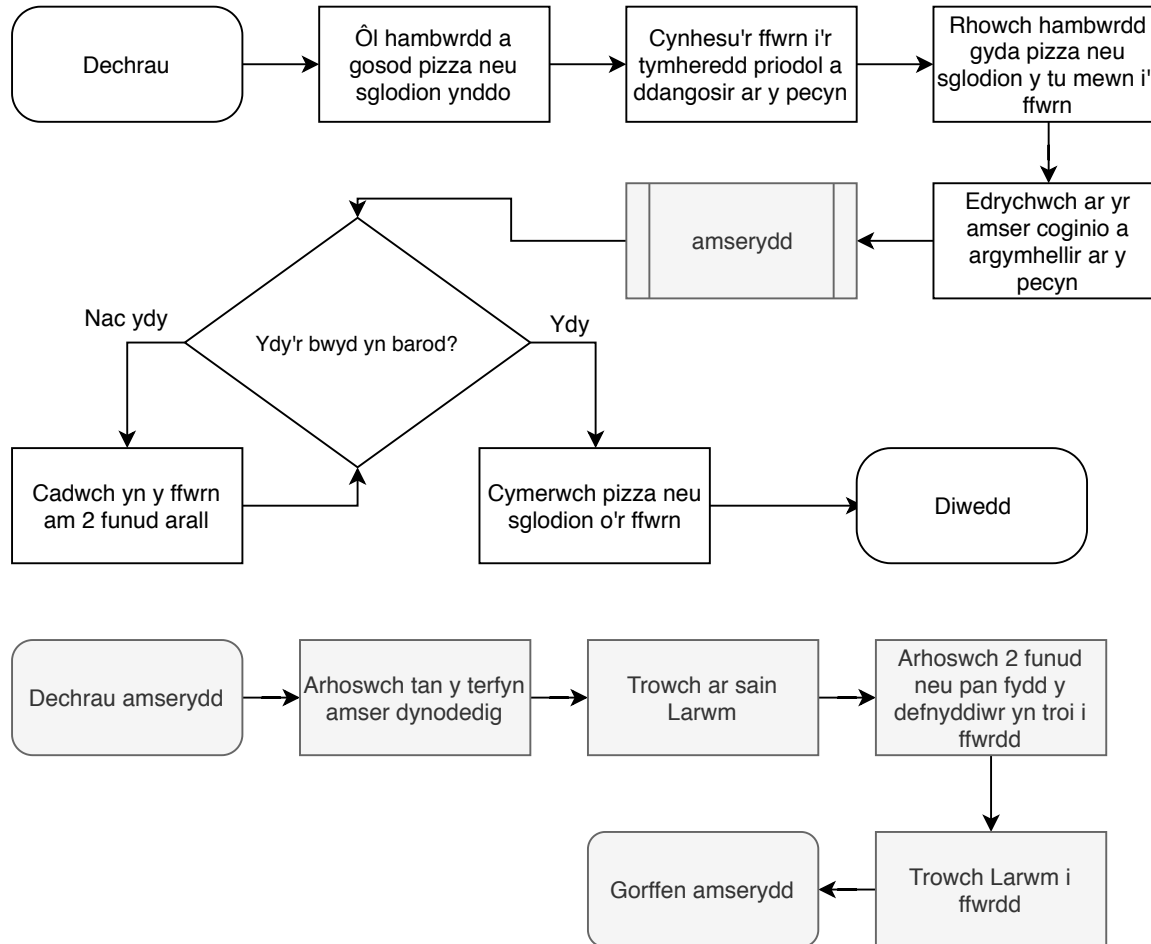 Dechrau
Ôl hambwrdd a
gosod pizza neu
sglodion ynddo
Cynhesu'r ffwrn i'r
tymheredd priodol a
ddangosir ar y pecyn
Rhowch hambwrdd
gyda pizza neu
sglodion y tu mewn i'
ffwrn
Edrychwch ar yr
amser coginio a
argymhellir ar y
pecyn
amserydd
Ydy'r bwyd yn barod?
Nac ydy
Ydy
Cadwch yn y ffwrn
am 2 funud arall
Cymerwch pizza neu
sglodion o'r ffwrn
Diwedd
Dechrau amserydd
Arhoswch tan y terfyn
amser dynodedig
Trowch ar sain
Larwm
Arhoswch 2 funud
neu pan fydd y
defnyddiwr yn troi i
ffwrdd
Trowch Larwm i
ffwrdd
Gorffen amserydd